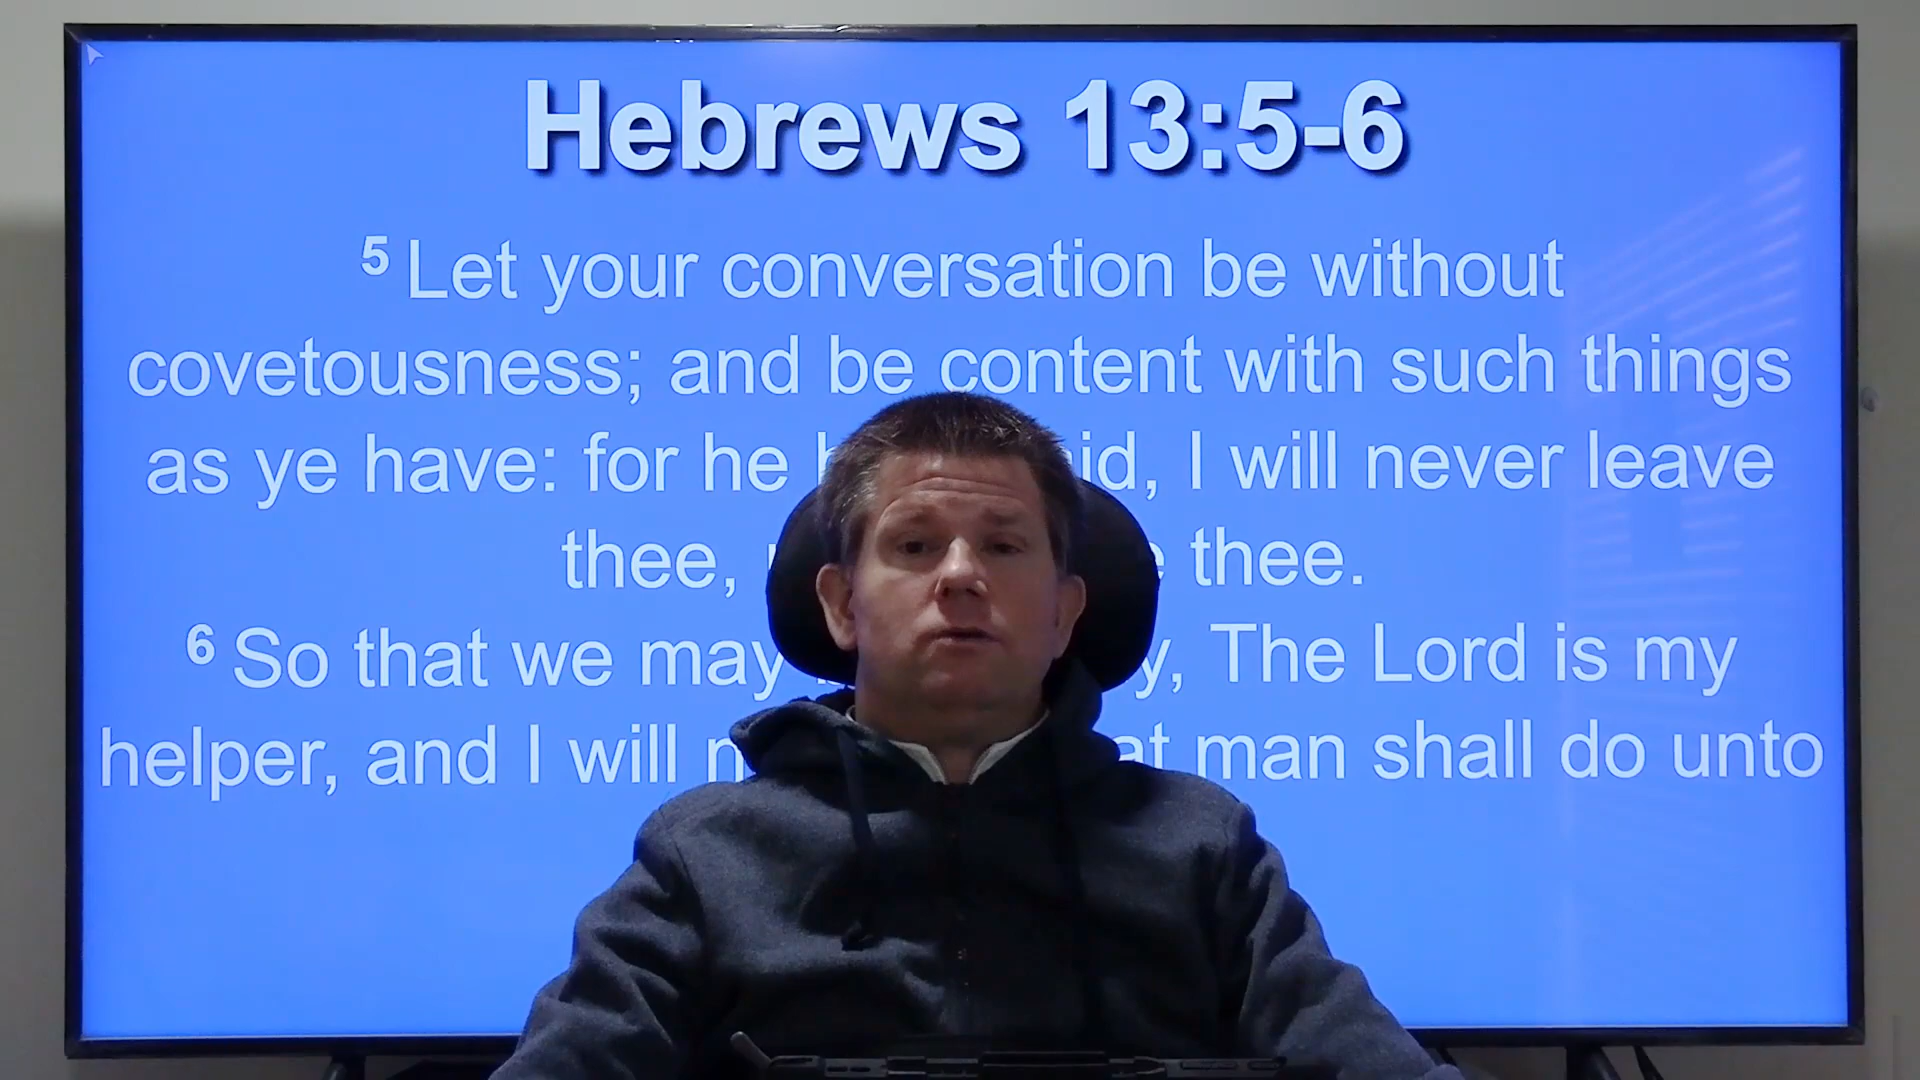 Hebrews 13:5-6
5 Let your conversation be without
covetousness; and be content with such things
as ye have: for he id, I will never leave
thee, thee.
6 So that we may y, The Lord is my
helper, and I will at man shall do unto